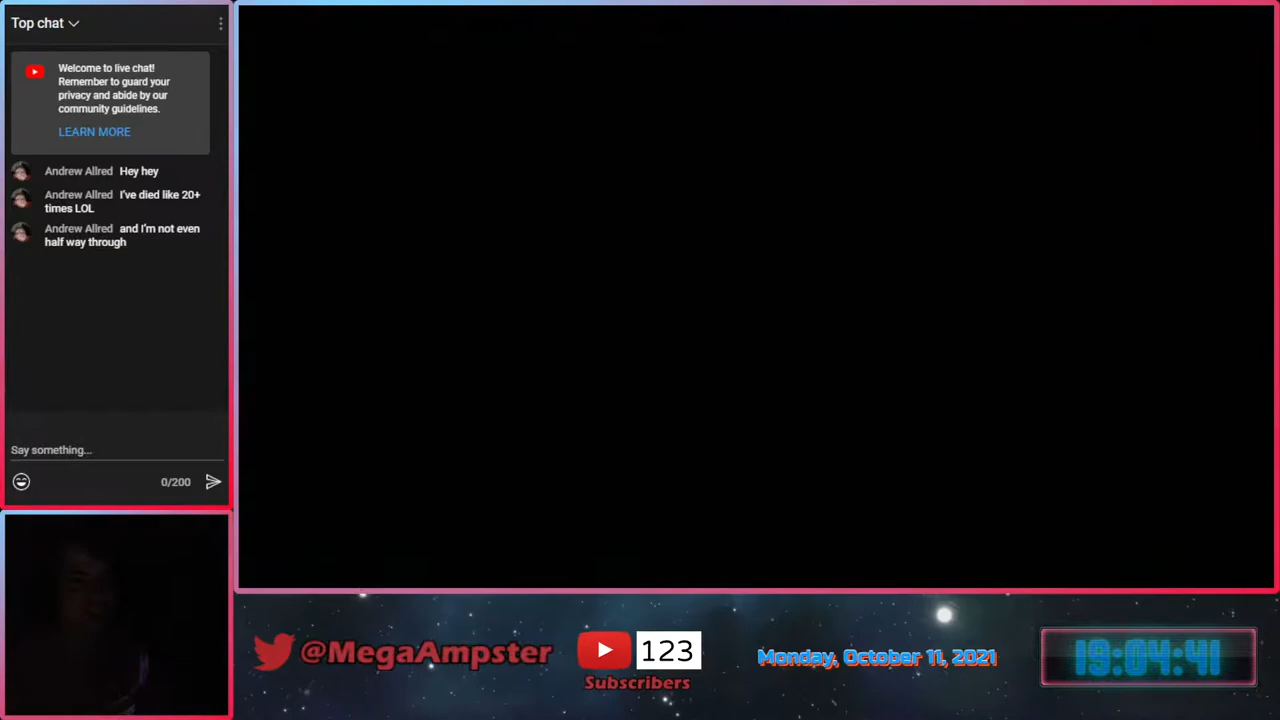 Top chat
Welcome to live chat!
Remember to guard your
privacy and abide by our
community guidelines.
LEARN MORE
Andrew Allred Hey hey
Andrew Allred I've died like 20+
times LOL
Andrew Allred and I'm not even
half way through
Say something...
0/200
@MegaAmpster
123
Subscribers
Monday, October 11, 2021
19:04:41